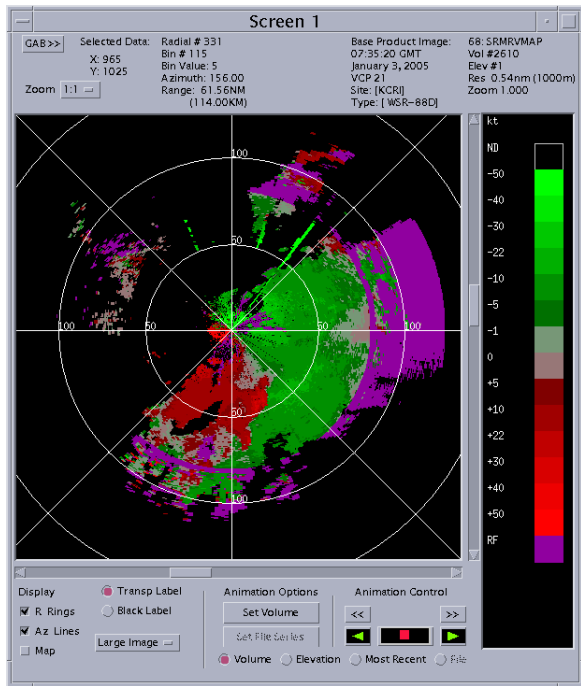 Screen 1
GAB>>
Selected Data:
X: 965
Y: 1025
Zoom 1:1
Radial # 331
Bin # 115
Bin Value: 5
Azimuth: 156.00
Range: 61.56NM
(114.00KM)
Base Product Image:
07:35:20 GMT
January 3, 2005
VCP 21
Site: [KCRI]
Type: [ WSR-88D]
68: SRMRVMAP
Vol #2610
Elev #1
Res 0.54nm (1000m)
Zoom 1.000
100
50
100 50 50 100
50
100
kt
ND
-50
-40
-30
-22
-10
-5
-1
0
+5
+10
+22
+30
+40
+50
RF
Display
R Rings
Az Lines
Map
Transp Label
Black Label
Large Image
Animation Options
Set Volume
Set File Series
Animation Control
<< >>
Volume Elevation Most Recent File